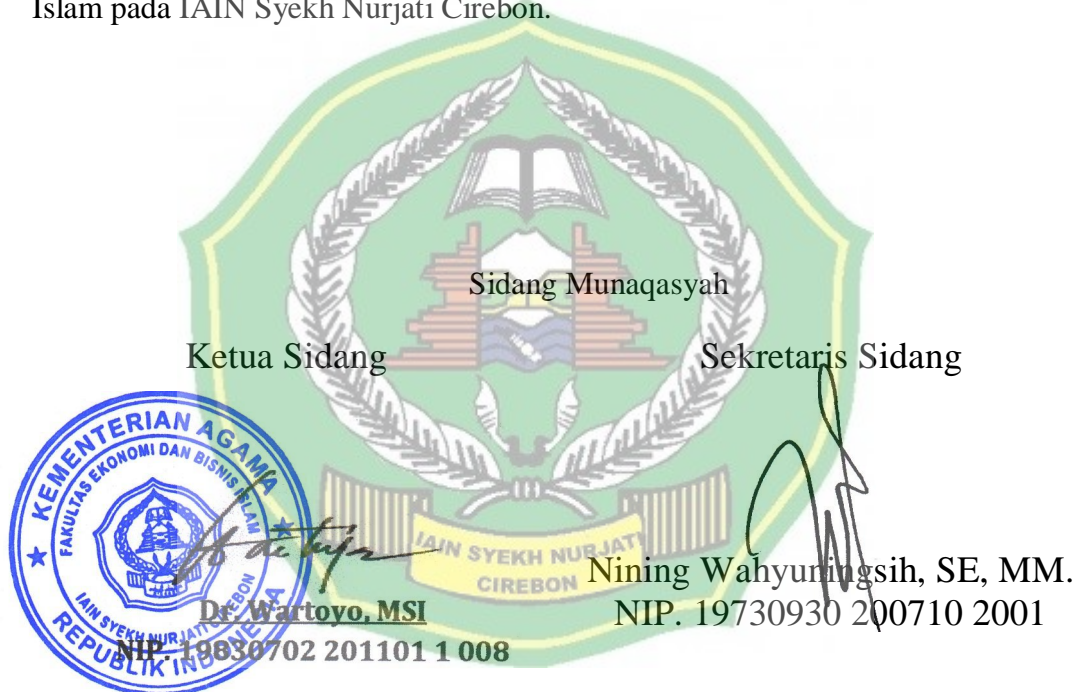 Islam pada IAIN Syekh Nurjati Cirebon.
Sidang Munaqasyah
Ketua Sidang
Sekretaris Sidang
KEMENTERIAN AGAMA
FAKULTAS EKONOMI DAN BISNIS ISLAM
IAIN SYEKH NURJATI CIREBON
REPUBLIK INDONESIA
Dr. Wartoyo, MSI
NIP. 19830702 201101 1 008
IAIN SYEKH NURJATI
CIREBON
Nining Wahyuningsih, SE, MM.
NIP. 19730930 200710 2001